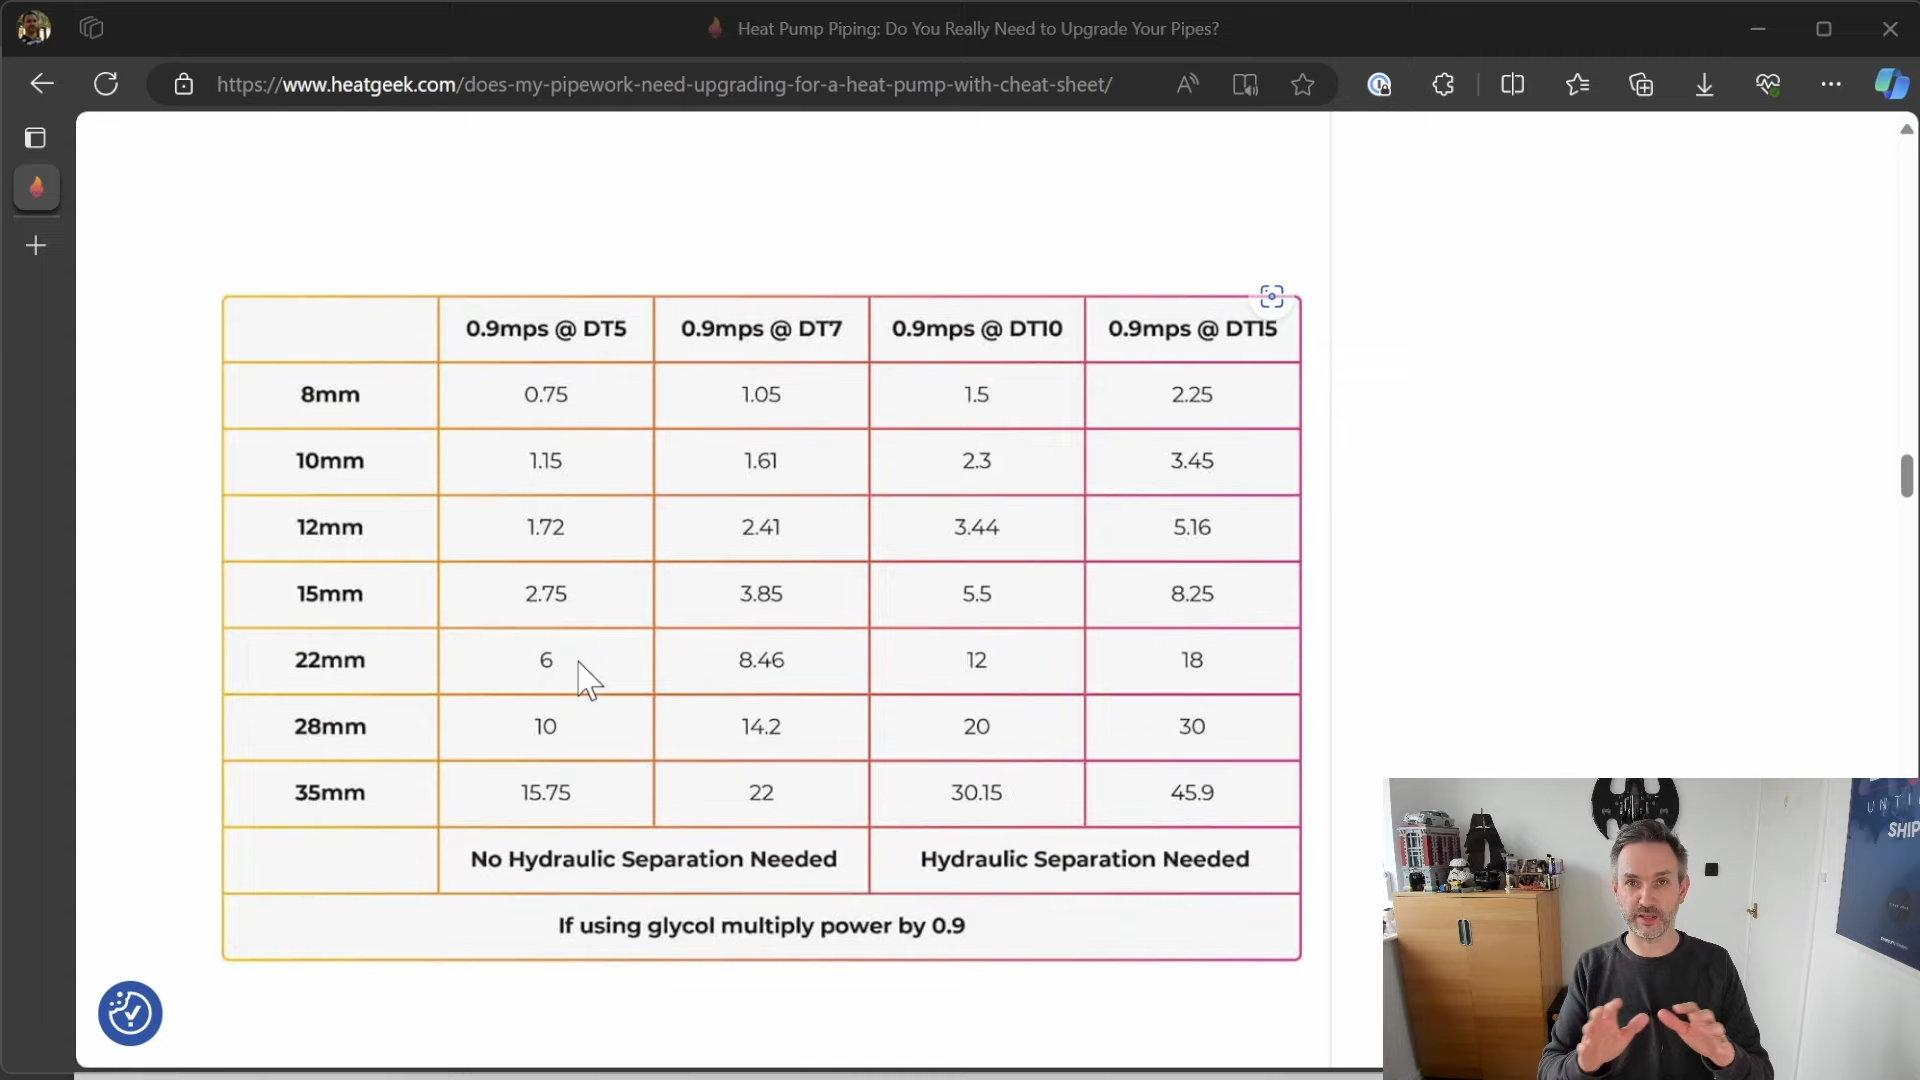 Heat Pump Piping: Do You Really Need to Upgrade Your Pipes?
https://www.heatgeek.com/does-my-pipework-need-upgrading-for-a-heat-pump-with-cheat-sheet/
0.9mps @ DT5 0.9mps @ DT7 0.9mps @ DT10 0.9mps @ DT15
8mm 0.75 1.05 1.5 2.25
10mm 1.15 1.61 2.3 3.45
12mm 1.72 2.41 3.44 5.16
15mm 2.75 3.85 5.5 8.25
22mm 6 8.46 12 18
28mm 10 14.2 20 30
35mm 15.75 22 30.15 45.9
No Hydraulic Separation Needed Hydraulic Separation Needed
If using glycol multiply power by 0.9
UNTI
SHIP